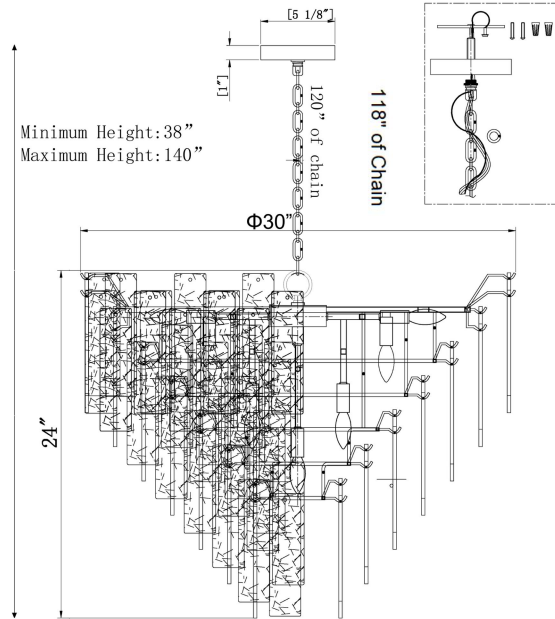 [5 1/8"]
[1"]
Minimum Height:38"
Maximum Height:140"
120" of chain
118" of Chain
Φ30"
24"